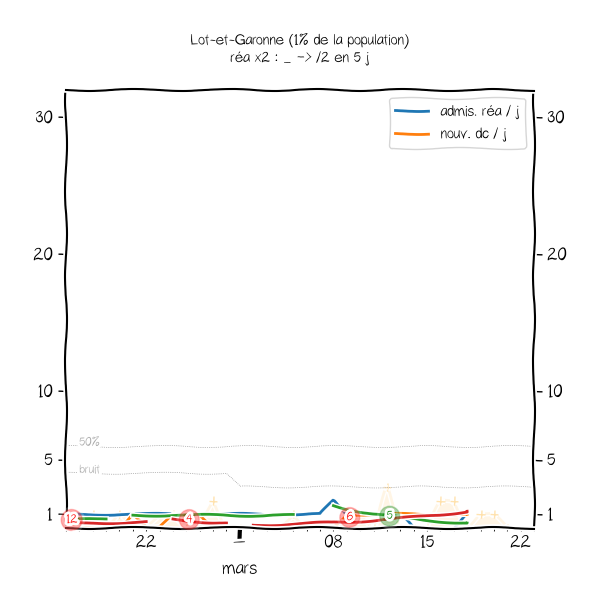 Lot-et-Garonne (1% de la population)
réa x2 : _ -> /2 en 5 j
admis. réa / j
nouv. dc / j
30 30
20 20
10 10
50%
5 5
bruit
1 12 4 6 5 1
22 1 08 15 22
mars